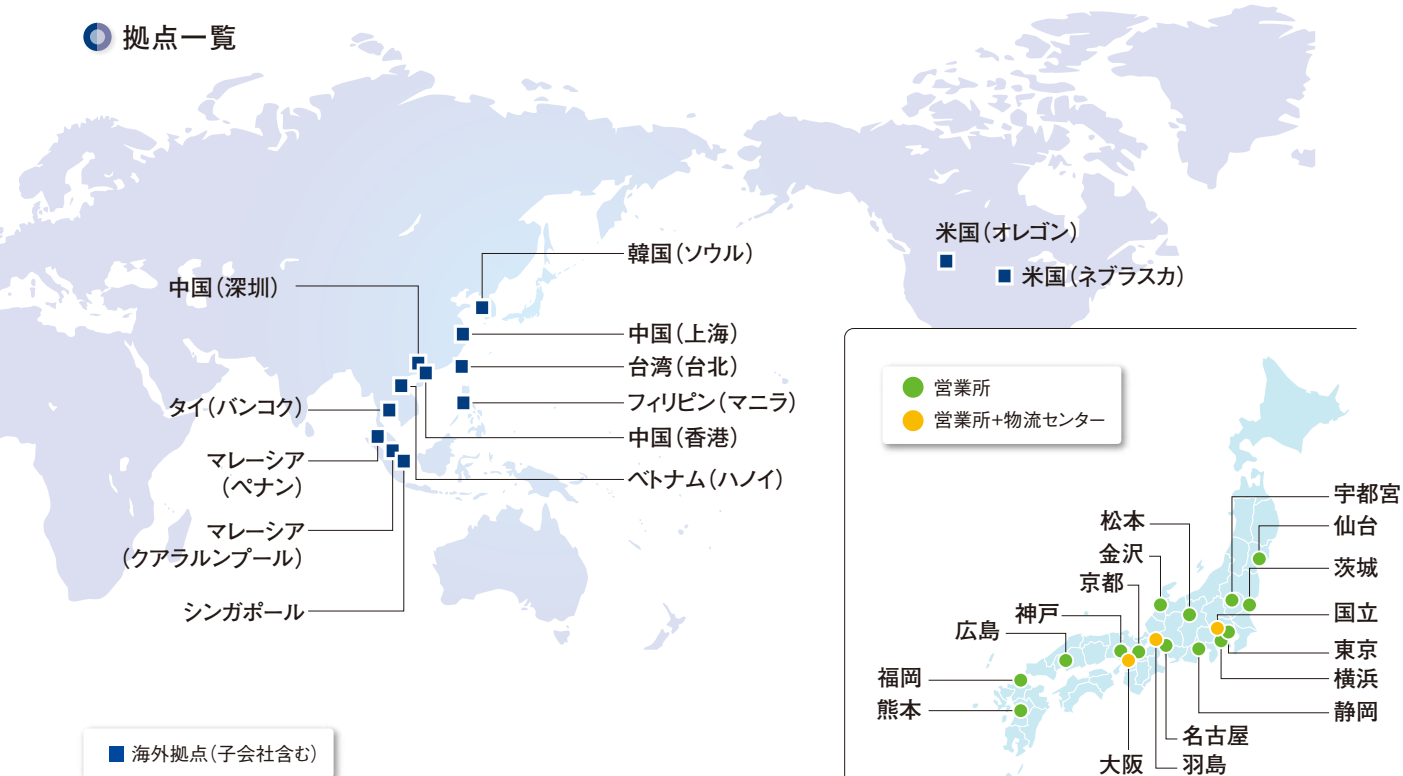 拠点一覧
米国(オレゴン)
米国(ネブラスカ)
韓国(ソウル)
中国(深圳)
中国(上海)
台湾(台北)
タイ(バンコク)
フィリピン(マニラ)
中国(香港)
マレーシア
(ペナン)
ベトナム(ハノイ)
マレーシア
(クアラルンプール)
シンガポール
海外拠点(子会社含む)
営業所
営業所+物流センター
宇都宮
松本
仙台
金沢
茨城
京都
神戸
国立
広島
東京
福岡
横浜
熊本
静岡
名古屋
大阪
羽島